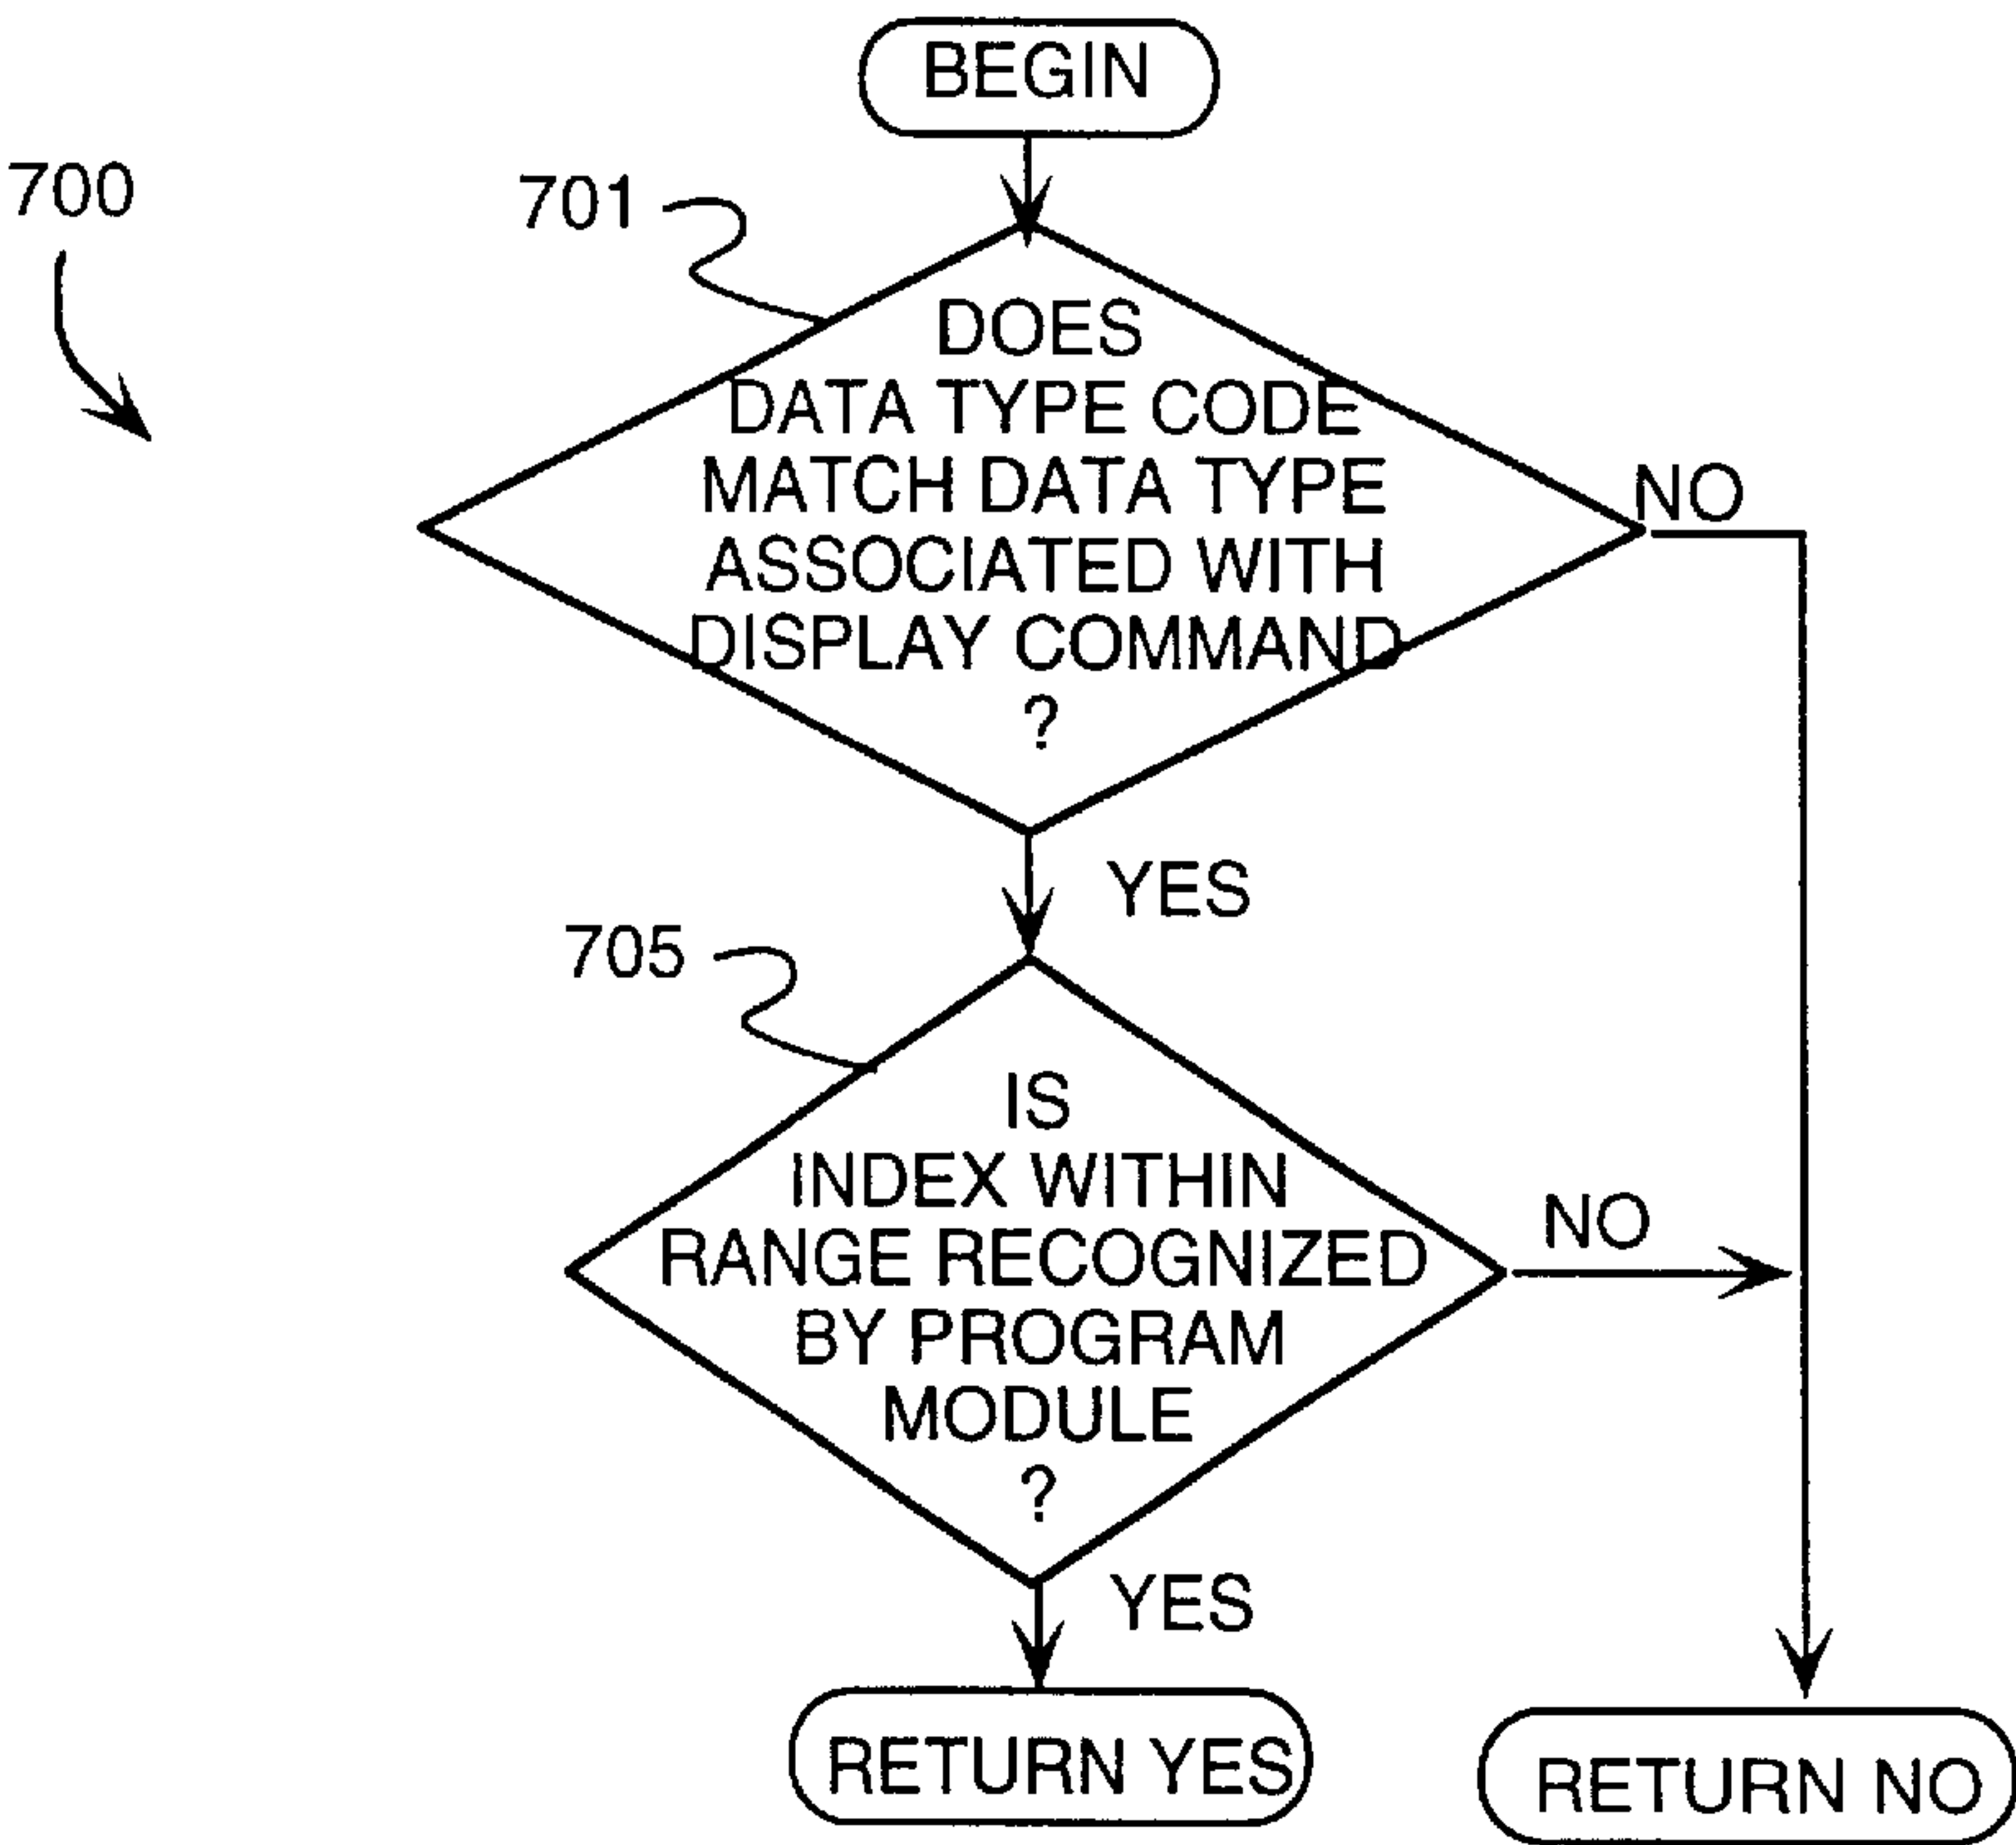 BEGIN
700
701
DOES
DATA TYPE CODE
MATCH DATA TYPE
ASSOCIATED WITH
DISPLAY COMMAND
?
NO
YES
705
IS
INDEX WITHIN
RANGE RECOGNIZED
BY PROGRAM
MODULE
?
NO
YES
RETURN YES
RETURN NO